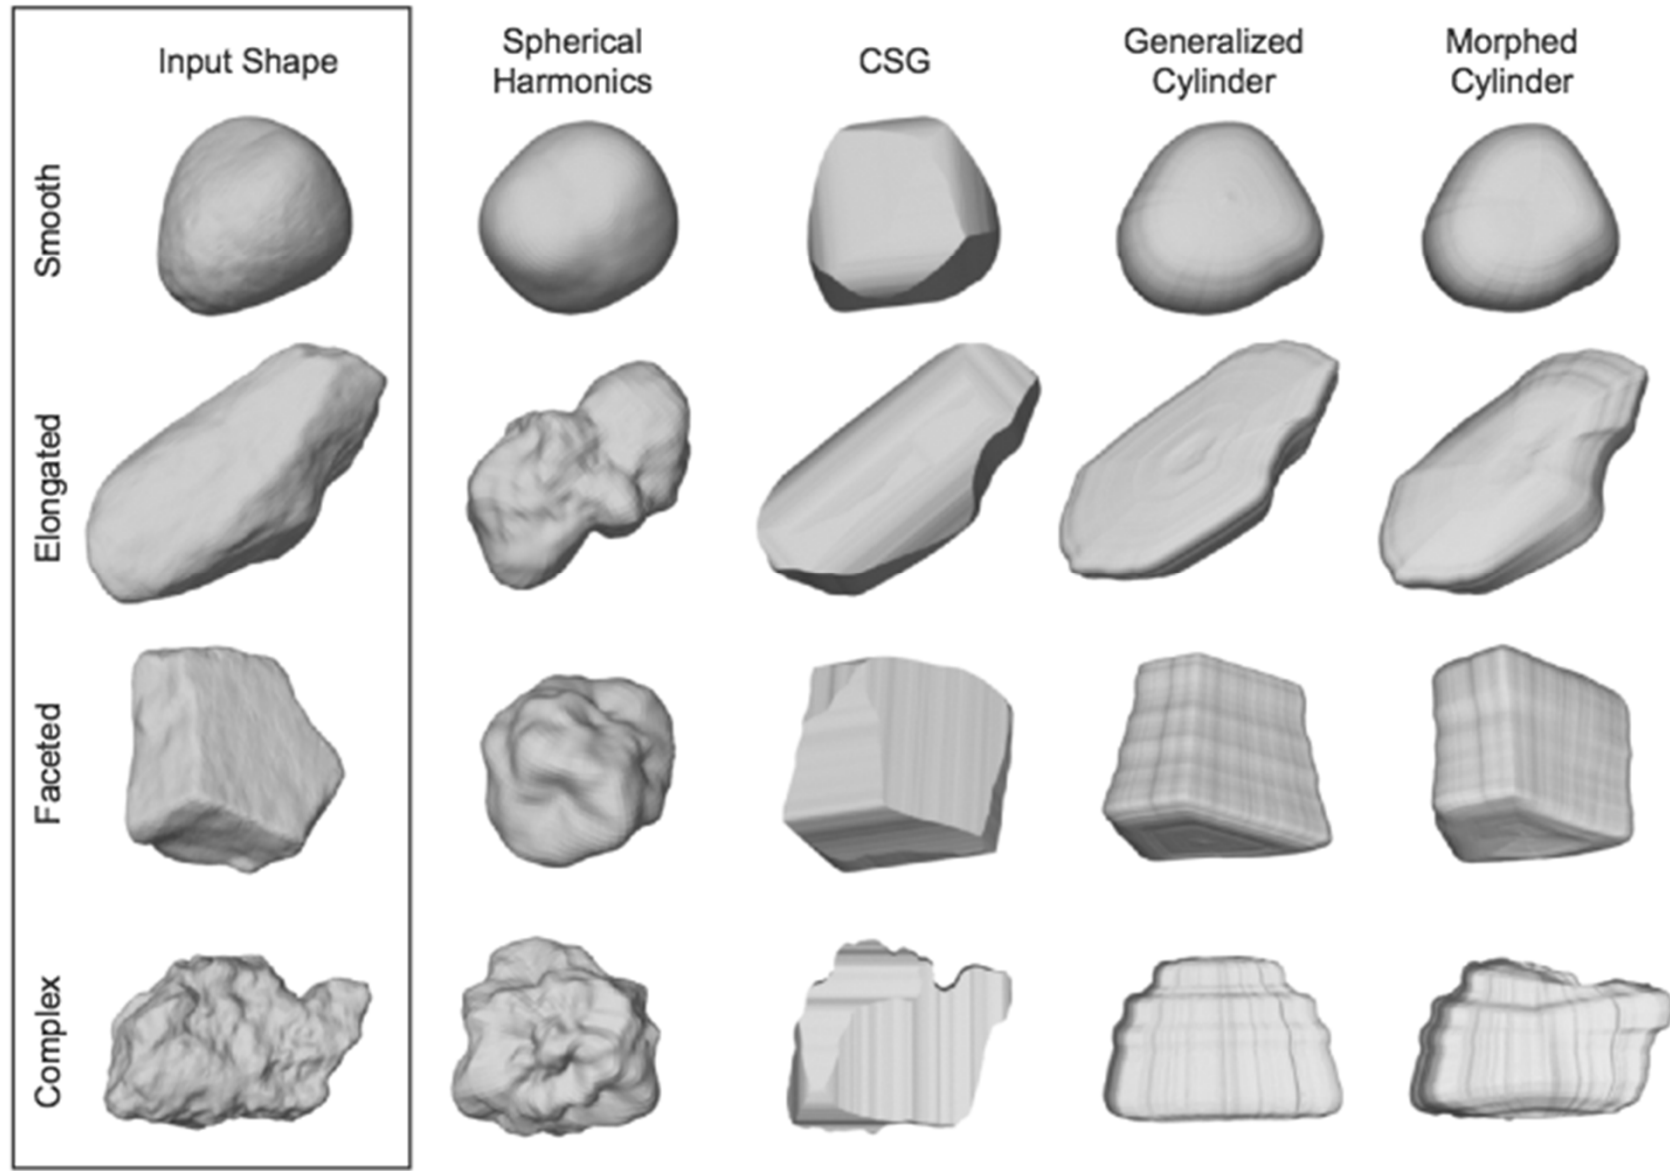 Input Shape
Spherical
Harmonics
CSG
Generalized
Cylinder
Morphed
Cylinder
Smooth
Elongated
Faceted
Complex